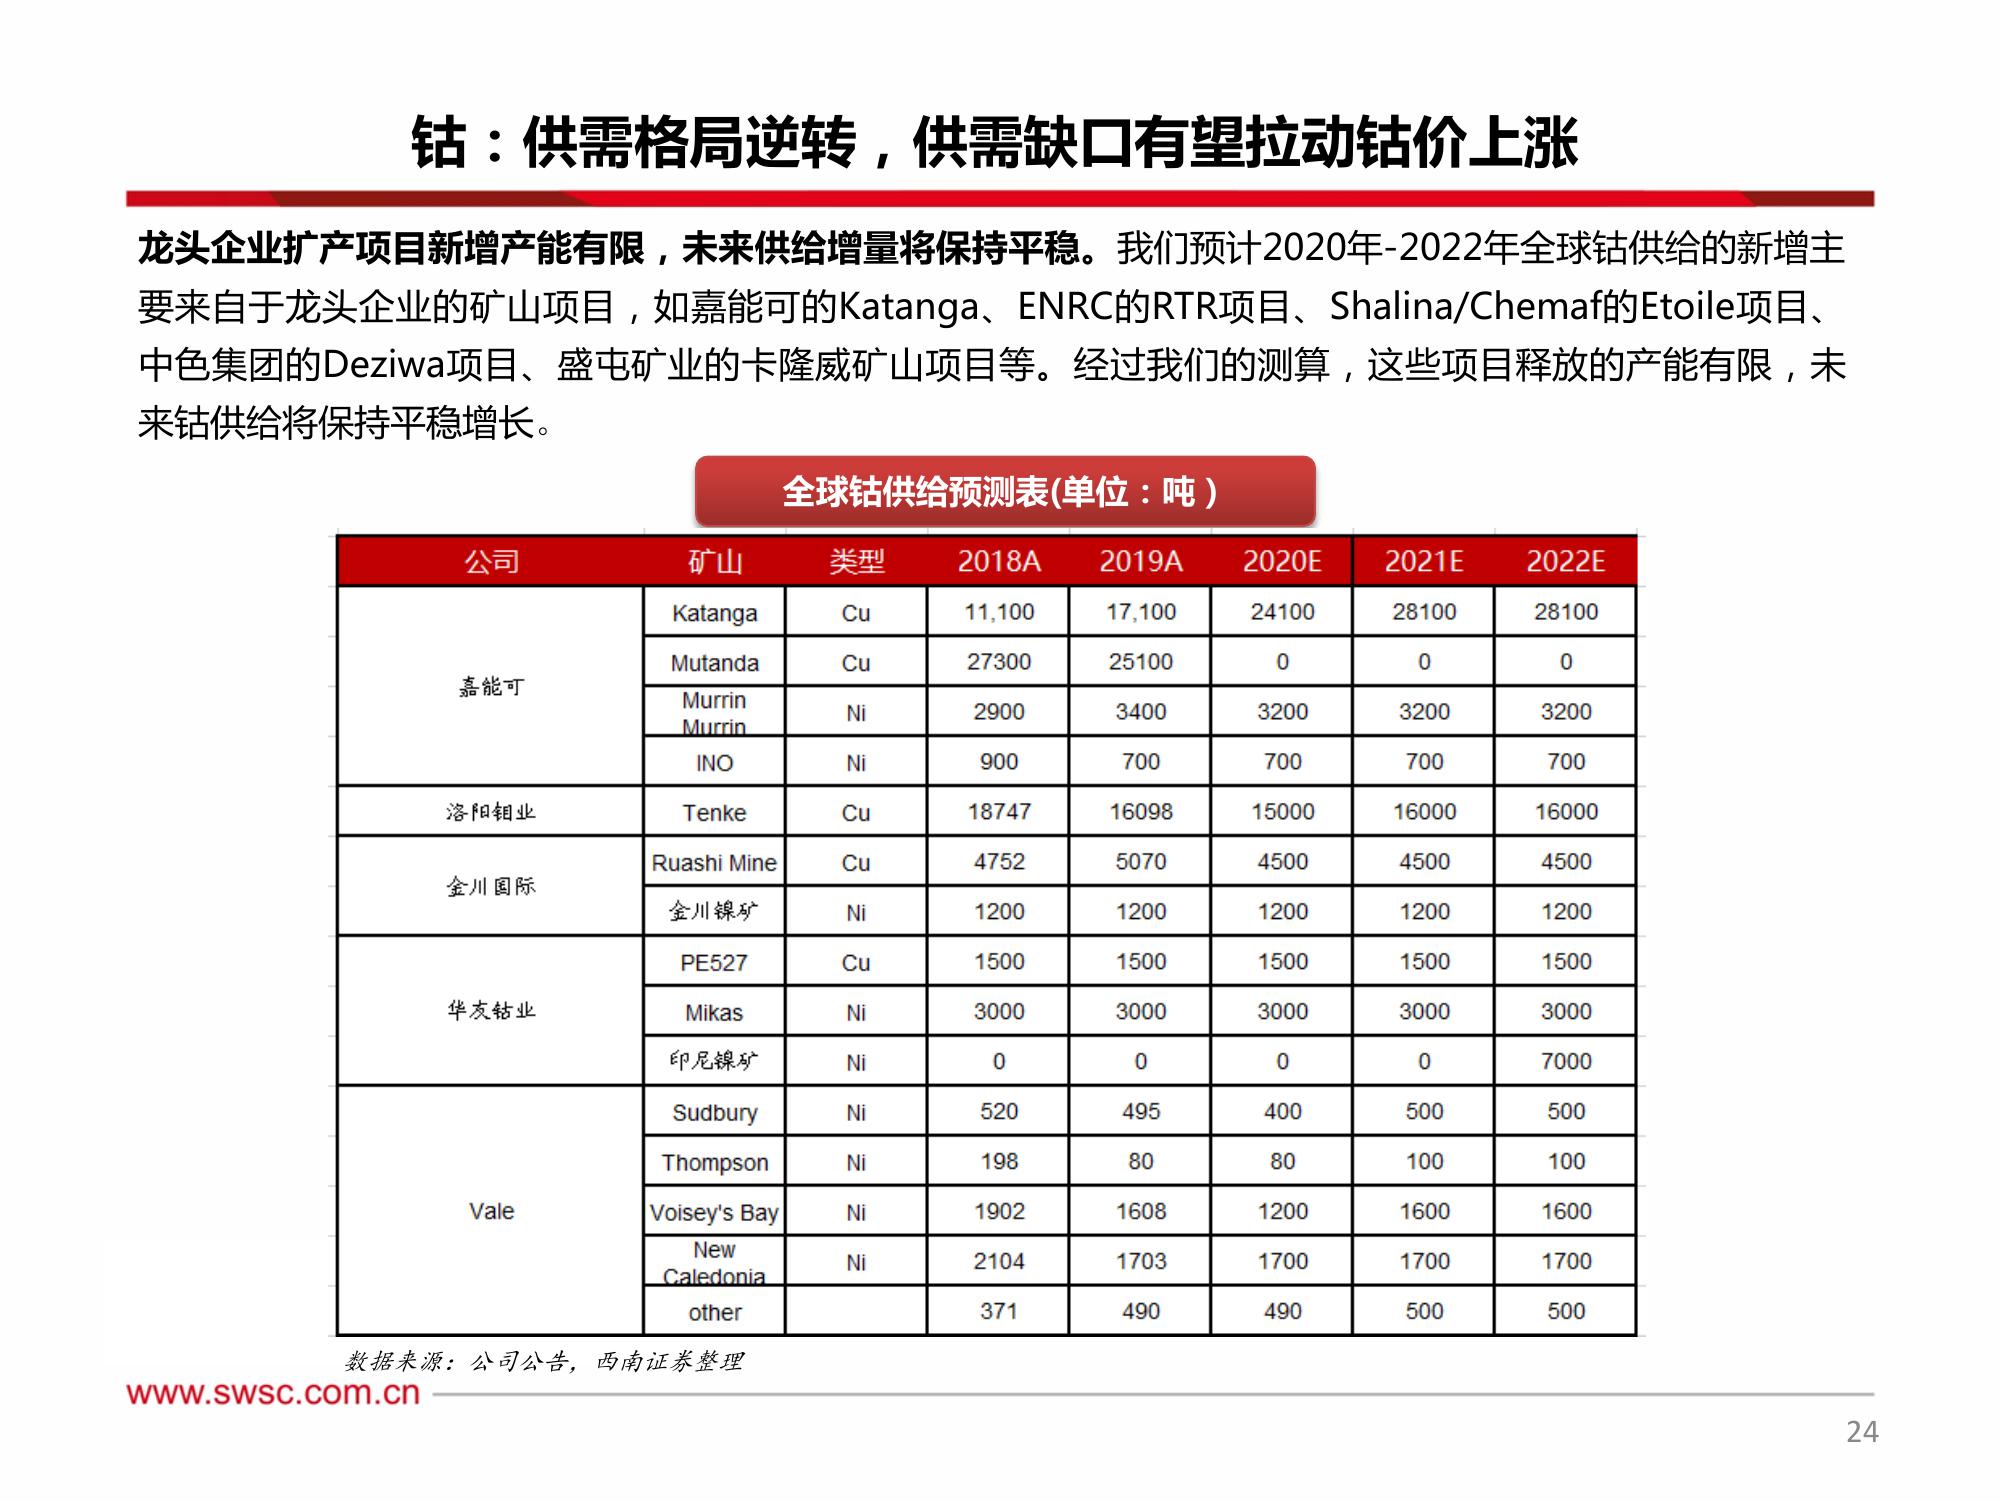 钴：供需格局逆转，供需缺口有望拉动钴价上涨
龙头企业扩产项目新增产能有限，未来供给增量将保持平稳。我们预计2020年-2022年全球钴供给的新增主
要来自于龙头企业的矿山项目，如嘉能可的Katanga、ENRC的RTR项目、Shalina/Chemaf的Etoile项目、
中色集团的Deziwa项目、盛屯矿业的卡隆威矿山项目等。经过我们的测算，这些项目释放的产能有限，未
来钴供给将保持平稳增长。
全球钴供给预测表(单位：吨）
公司 矿山 类型 2018A 2019A 2020E 2021E 2022E
嘉能可 Katanga Cu 11,100 17,100 24100 28100 28100
Mutanda Cu 27300 25100 0 0 0
Murrin Murrin Ni 2900 3400 3200 3200 3200
INO Ni 900 700 700 700 700
洛阳钼业 Tenke Cu 18747 16098 15000 16000 16000
金川国际 Ruashi Mine Cu 4752 5070 4500 4500 4500
金川镍矿 Ni 1200 1200 1200 1200 1200
华友钴业 PE527 Cu 1500 1500 1500 1500 1500
Mikas Ni 3000 3000 3000 3000 3000
印尼镍矿 Ni 0 0 0 0 7000
Vale Sudbury Ni 520 495 400 500 500
Thompson Ni 198 80 80 100 100
Voisey's Bay Ni 1902 1608 1200 1600 1600
New Caledonia Ni 2104 1703 1700 1700 1700
other 371 490 490 500 500
数据来源：公司公告，西南证券整理
www.swsc.com.cn
24